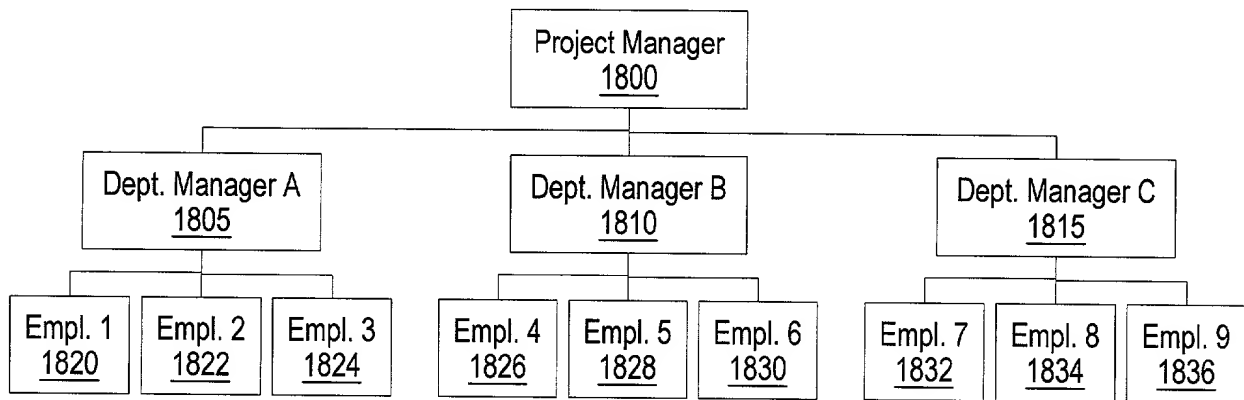 Project Manager
1800
Dept. Manager A
1805
Dept. Manager B
1810
Dept. Manager C
1815
Empl. 1
1820
Empl. 2
1822
Empl. 3
1824
Empl. 4
1826
Empl. 5
1828
Empl. 6
1830
Empl. 7
1832
Empl. 8
1834
Empl. 9
1836